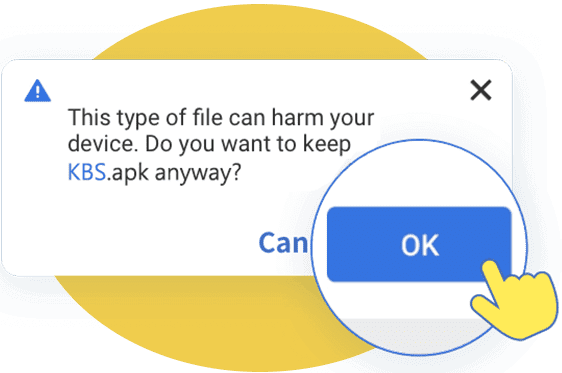 This type of file can harm your
device. Do you want to keep
KBS.apk anyway?
Can
OK